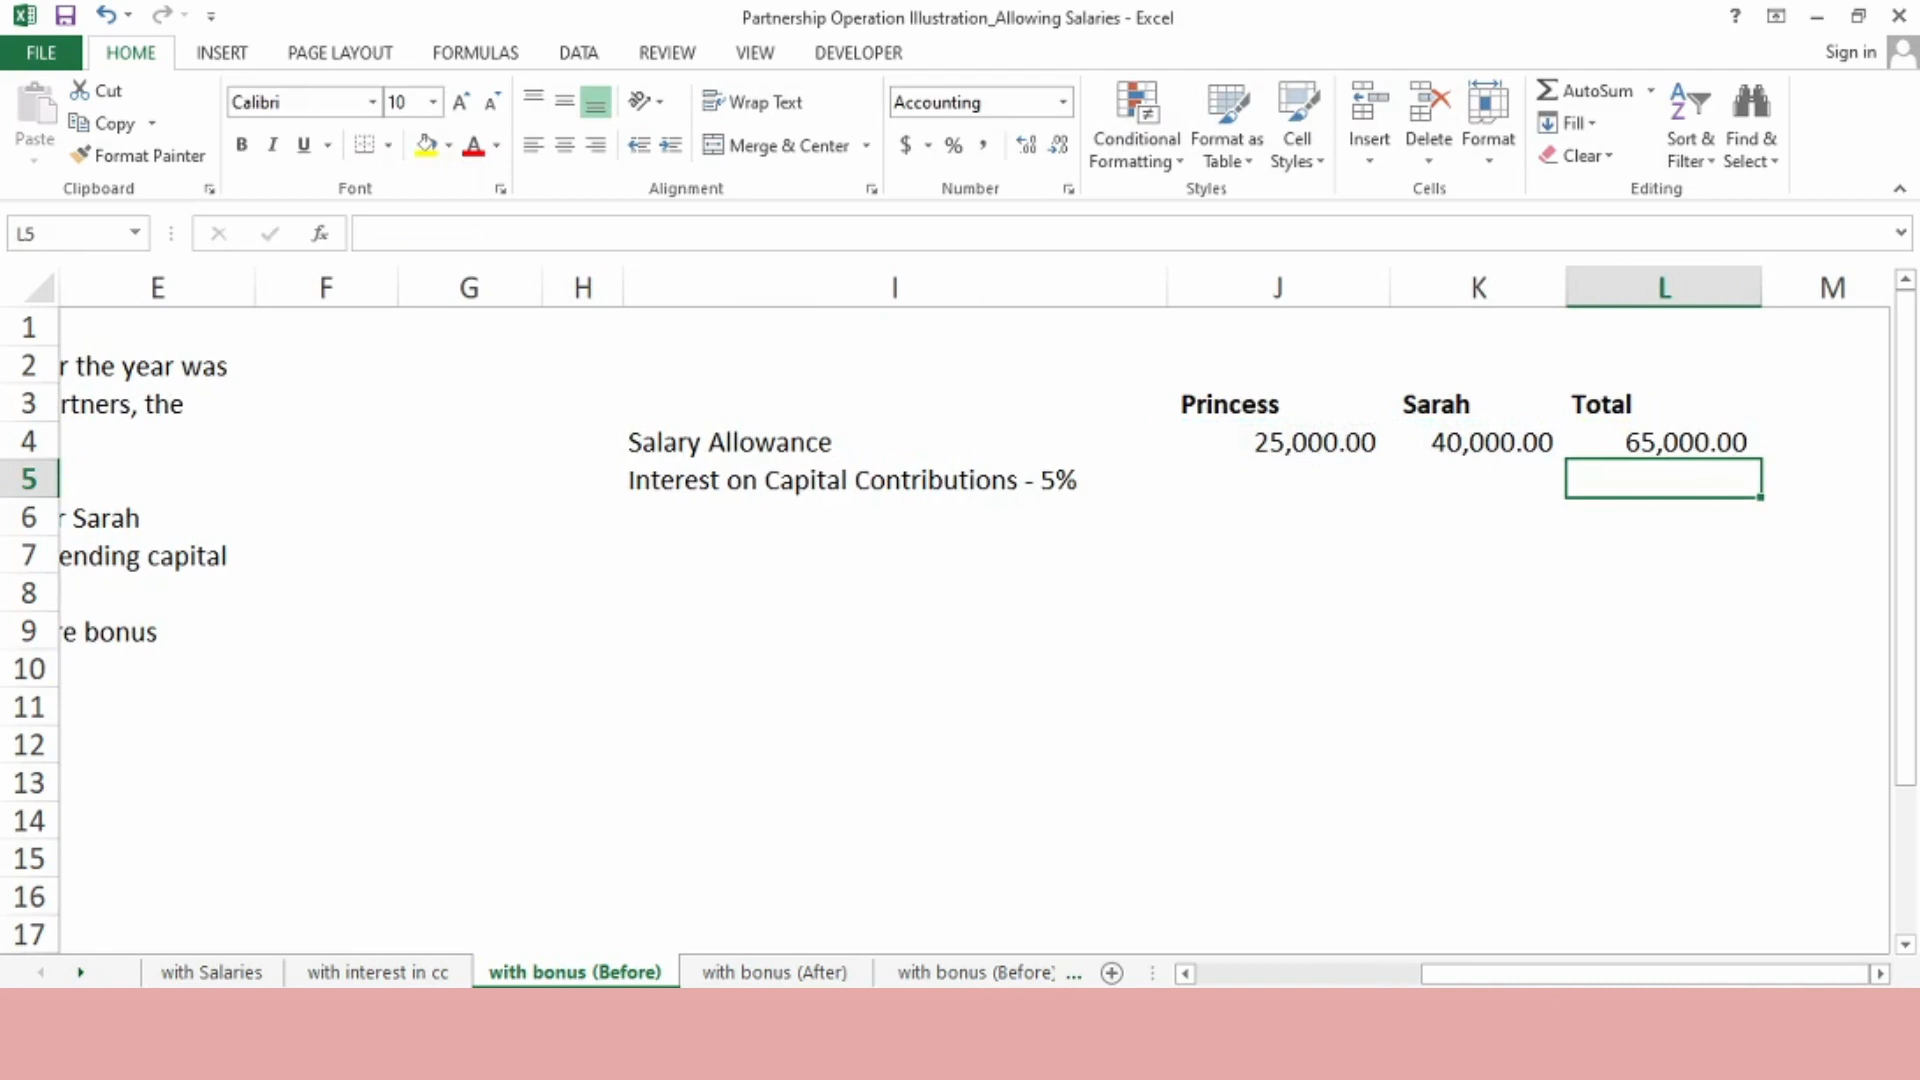 Partnership Operation Illustration_Allowing Salaries - Excel
FILE HOME INSERT PAGE LAYOUT FORMULAS DATA REVIEW VIEW DEVELOPER Sign in
Paste Cut Copy Format Painter Clipboard
Calibri 10 B I U Font
Wrap Text Merge & Center Alignment
Accounting $ % , Number
Conditional Formatting Format as Table Cell Styles Styles
Insert Delete Format Cells
AutoSum Fill Clear Sort & Filter Find & Select Editing
L5 fx
E F G H I J K L M
1
2 r the year was
3 rtners, the Princess Sarah Total
4 Salary Allowance 25,000.00 40,000.00 65,000.00
5 Interest on Capital Contributions - 5%
6 r Sarah
7 ending capital
8
9 re bonus
10
11
12
13
14
15
16
17
with Salaries with interest in cc with bonus (Before) with bonus (After) with bonus (Before) ...